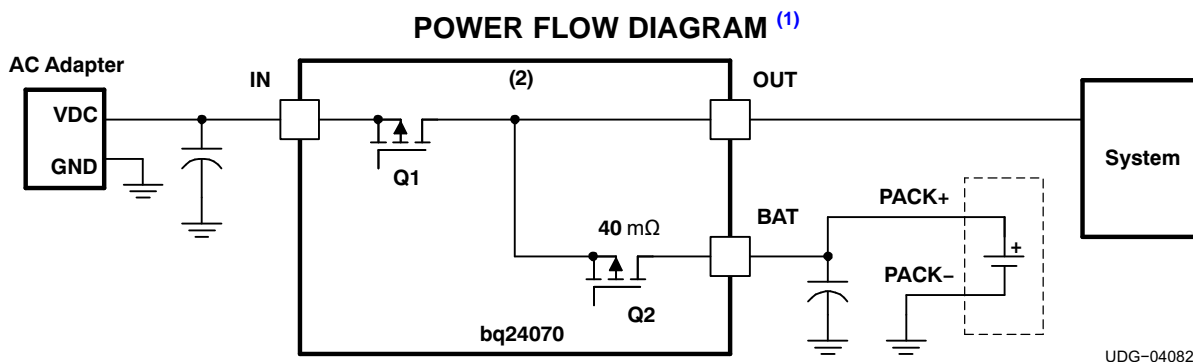 POWER FLOW DIAGRAM (1)
AC Adapter
IN
(2)
OUT
VDC
GND
Q1
System
PACK+
BAT
40 mΩ
+
PACK−
Q2
bq24070
UDG−04082